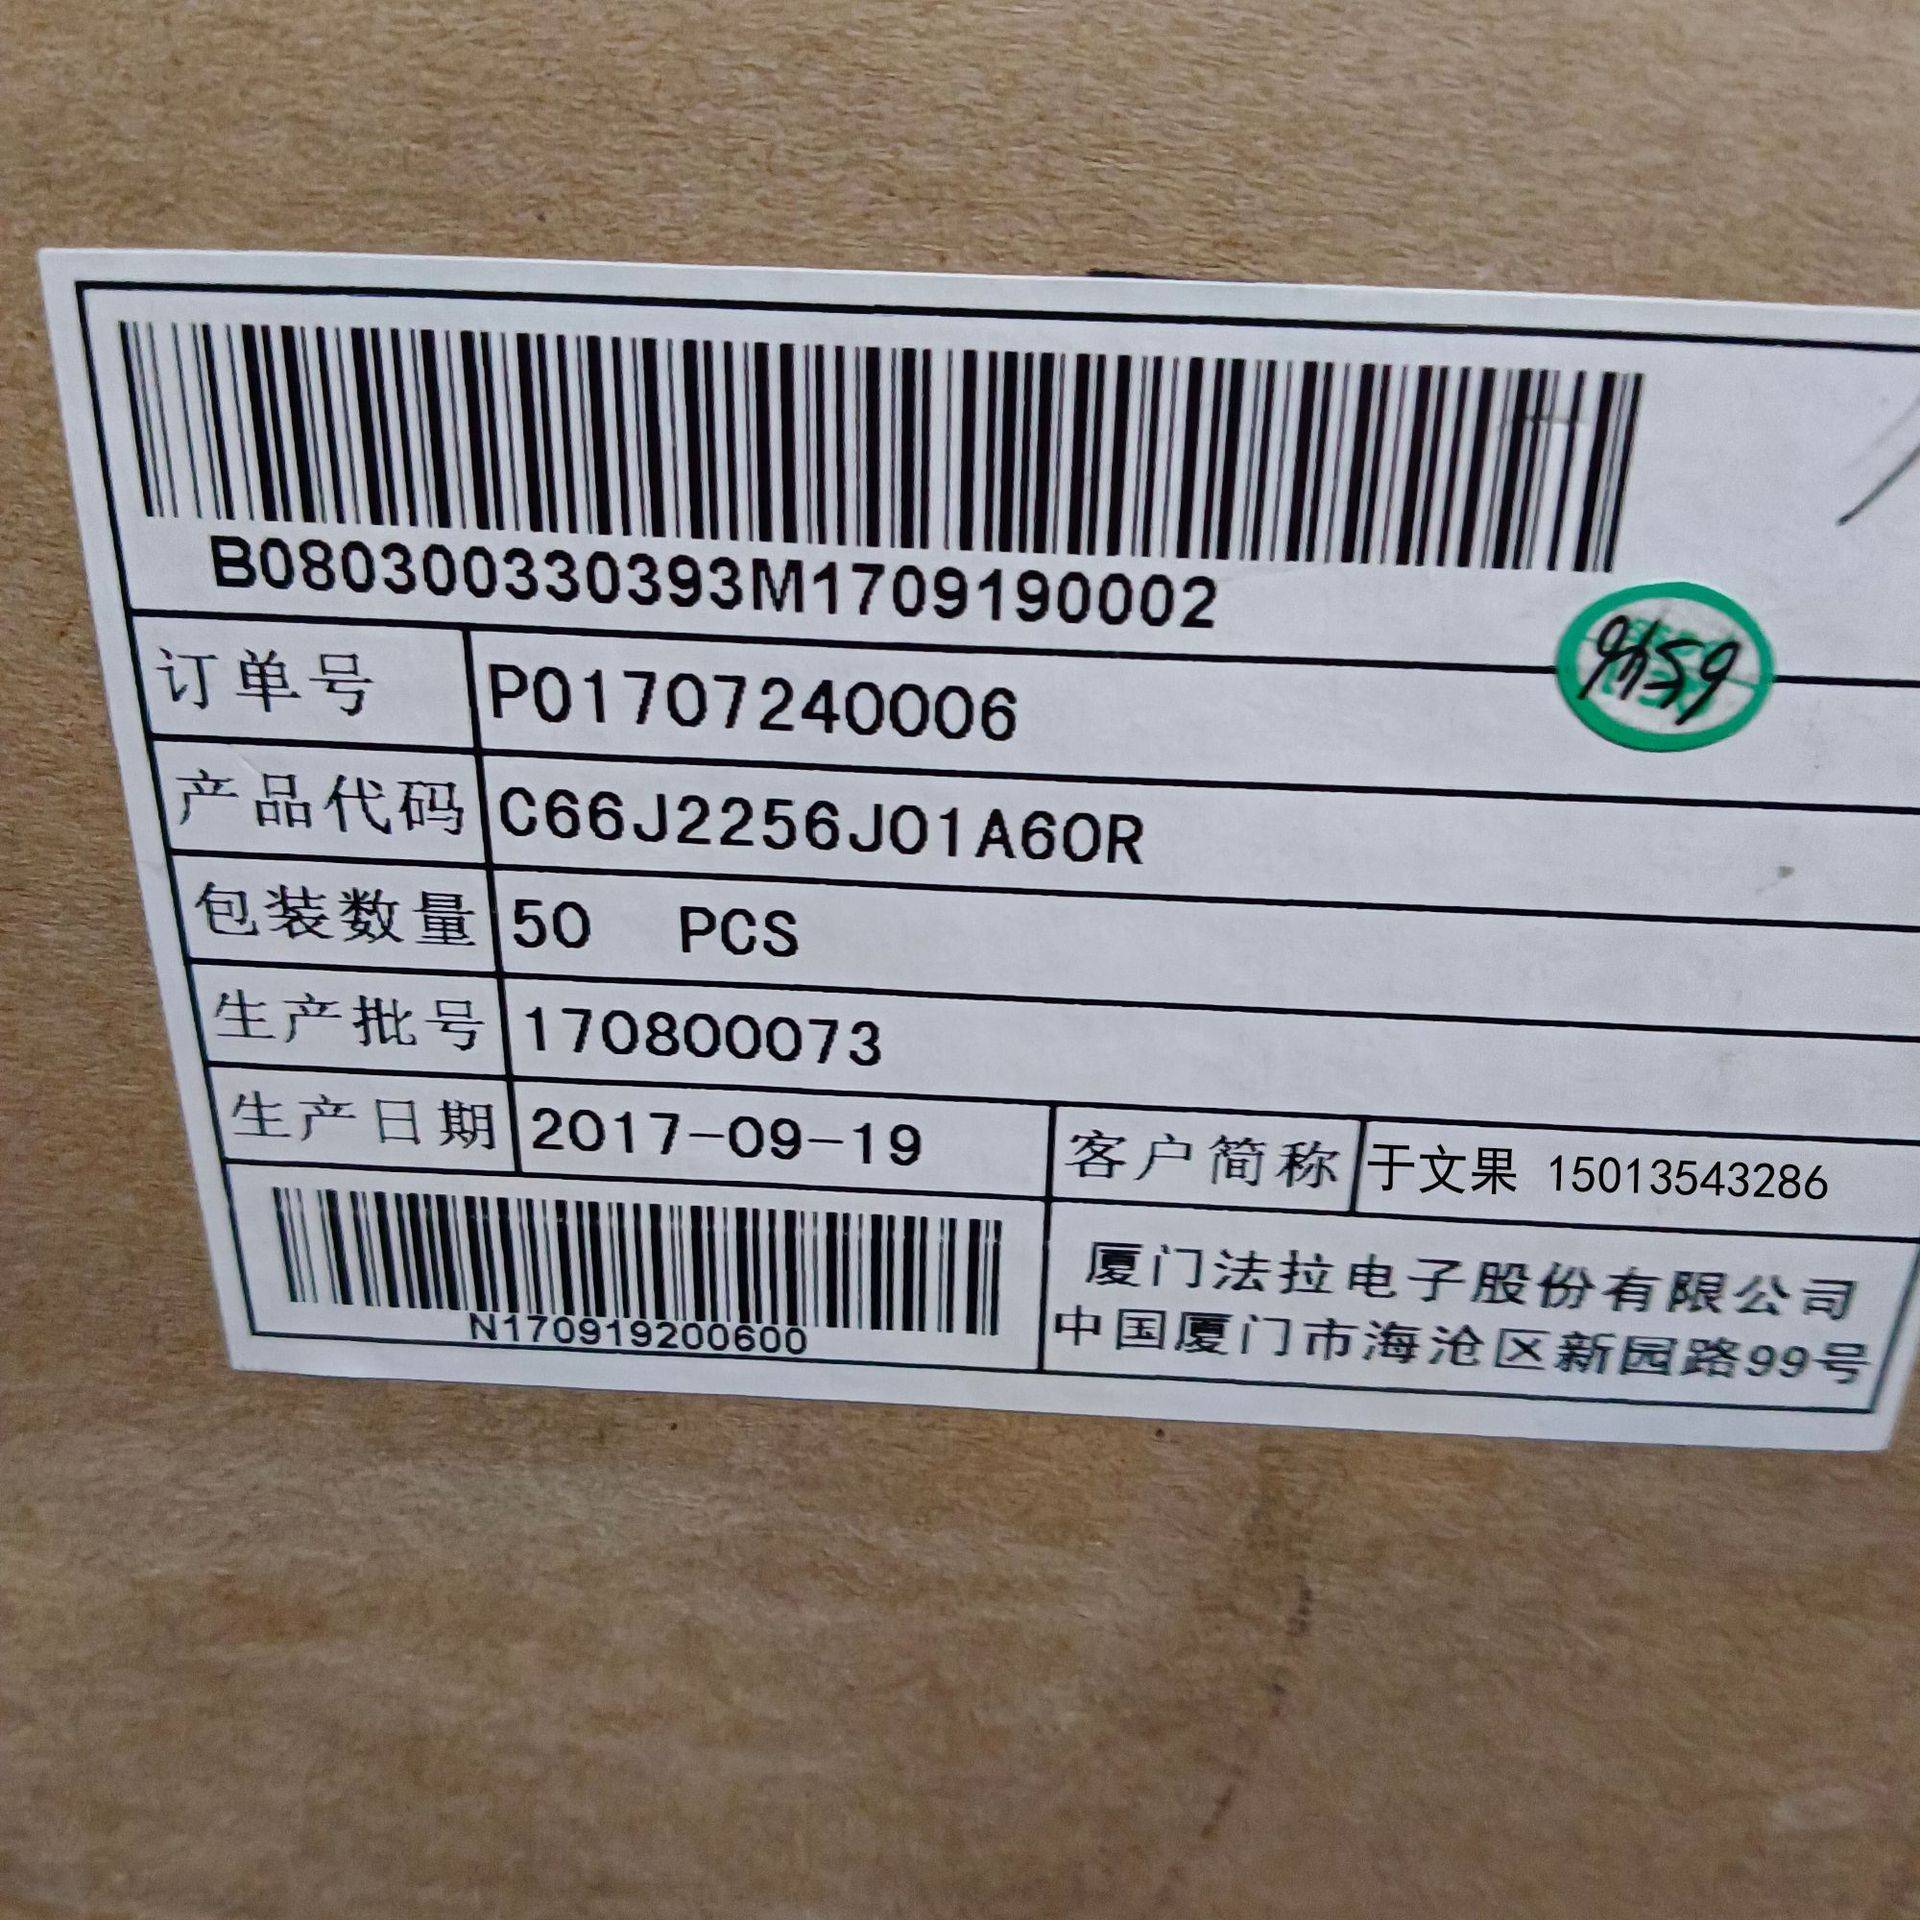 B080300330393M1709190002
订单号 P01707240006
产品代码 C66J2256J01A60R
包装数量 50 PCS
生产批号 170800073
生产日期 2017-09-19 客户简称 于文果 15013543286
N170919200600
厦门法拉电子股份有限公司
中国厦门市海沧区新园路99号